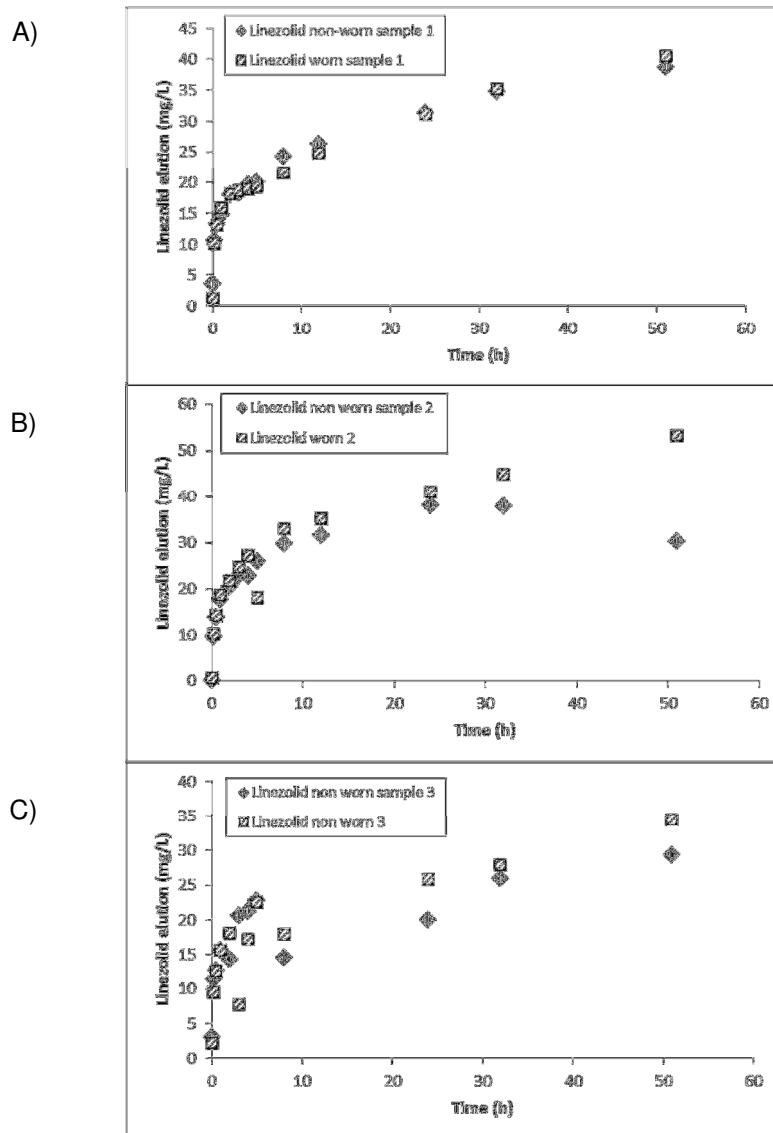 A)
Linezolid non-worn sample 1
Linezolid worn sample 1
Linezolid elution (mg/L)
45
40
35
30
25
20
15
10
5
0
0 10 20 30 40 50 60
Time (h)
B)
Linezolid non worn sample 2
Linezolid worn 2
Linezolid elution (mg/L)
60
50
40
30
20
10
0
0 10 20 30 40 50 60
Time (h)
C)
Linezolid non worn sample 3
Linezolid non worn 3
Linezolid elution (mg/L)
40
35
30
25
20
15
10
5
0
0 10 20 30 40 50 60
Time (h)